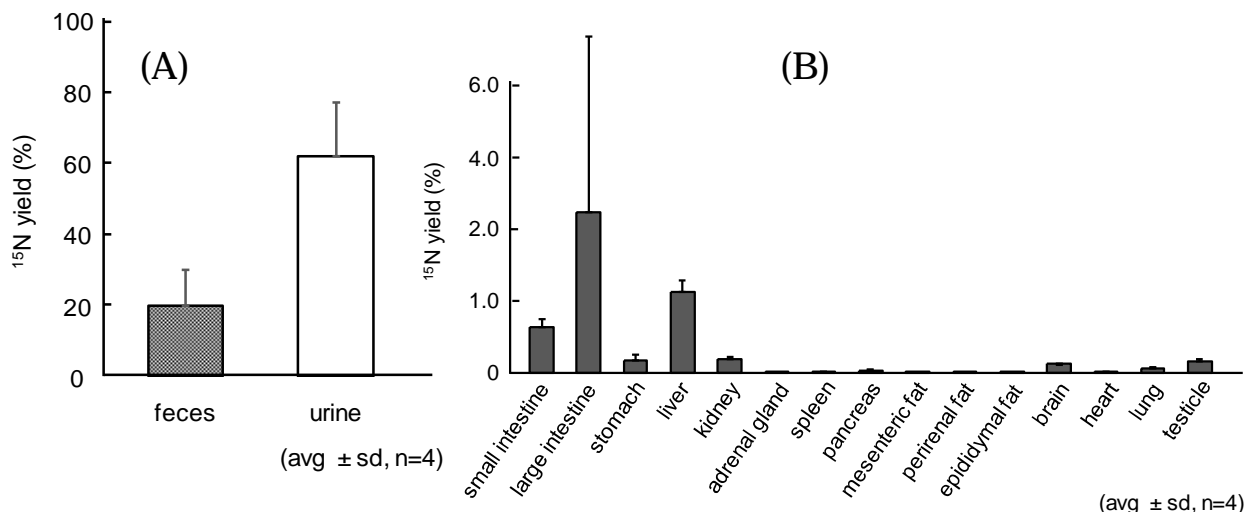 (A)
100
80
60
40
20
0
¹⁵N yield (%)
feces
urine
(avg ± sd, n=4)
(B)
6.0
4.0
2.0
1.0
0
¹⁵N yield (%)
small intestine
large intestine
stomach
liver
kidney
adrenal gland
spleen
pancreas
mesenteric fat
perirenal fat
epididymal fat
brain
heart
lung
testicle
(avg ± sd, n=4)